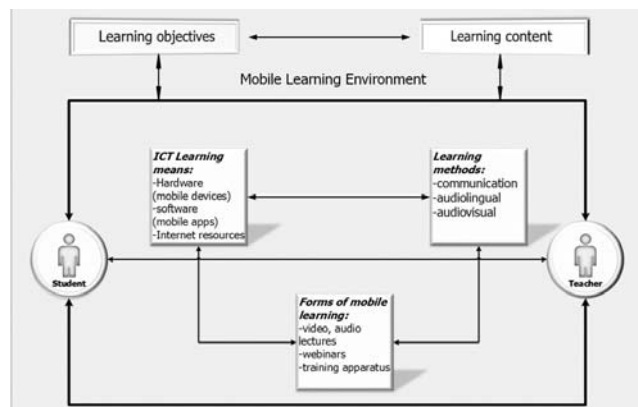 Learning objectives
Learning content
Mobile Learning Environment
ICT Learning
means:
-Hardware
(mobile devices)
-software
(mobile apps)
-Internet resources
Learning
methods:
-communication
-audiolingual
-audiovisual
Student
Teacher
Forms of mobile
learning:
-video, audio
lectures
-webinars
-training apparatus